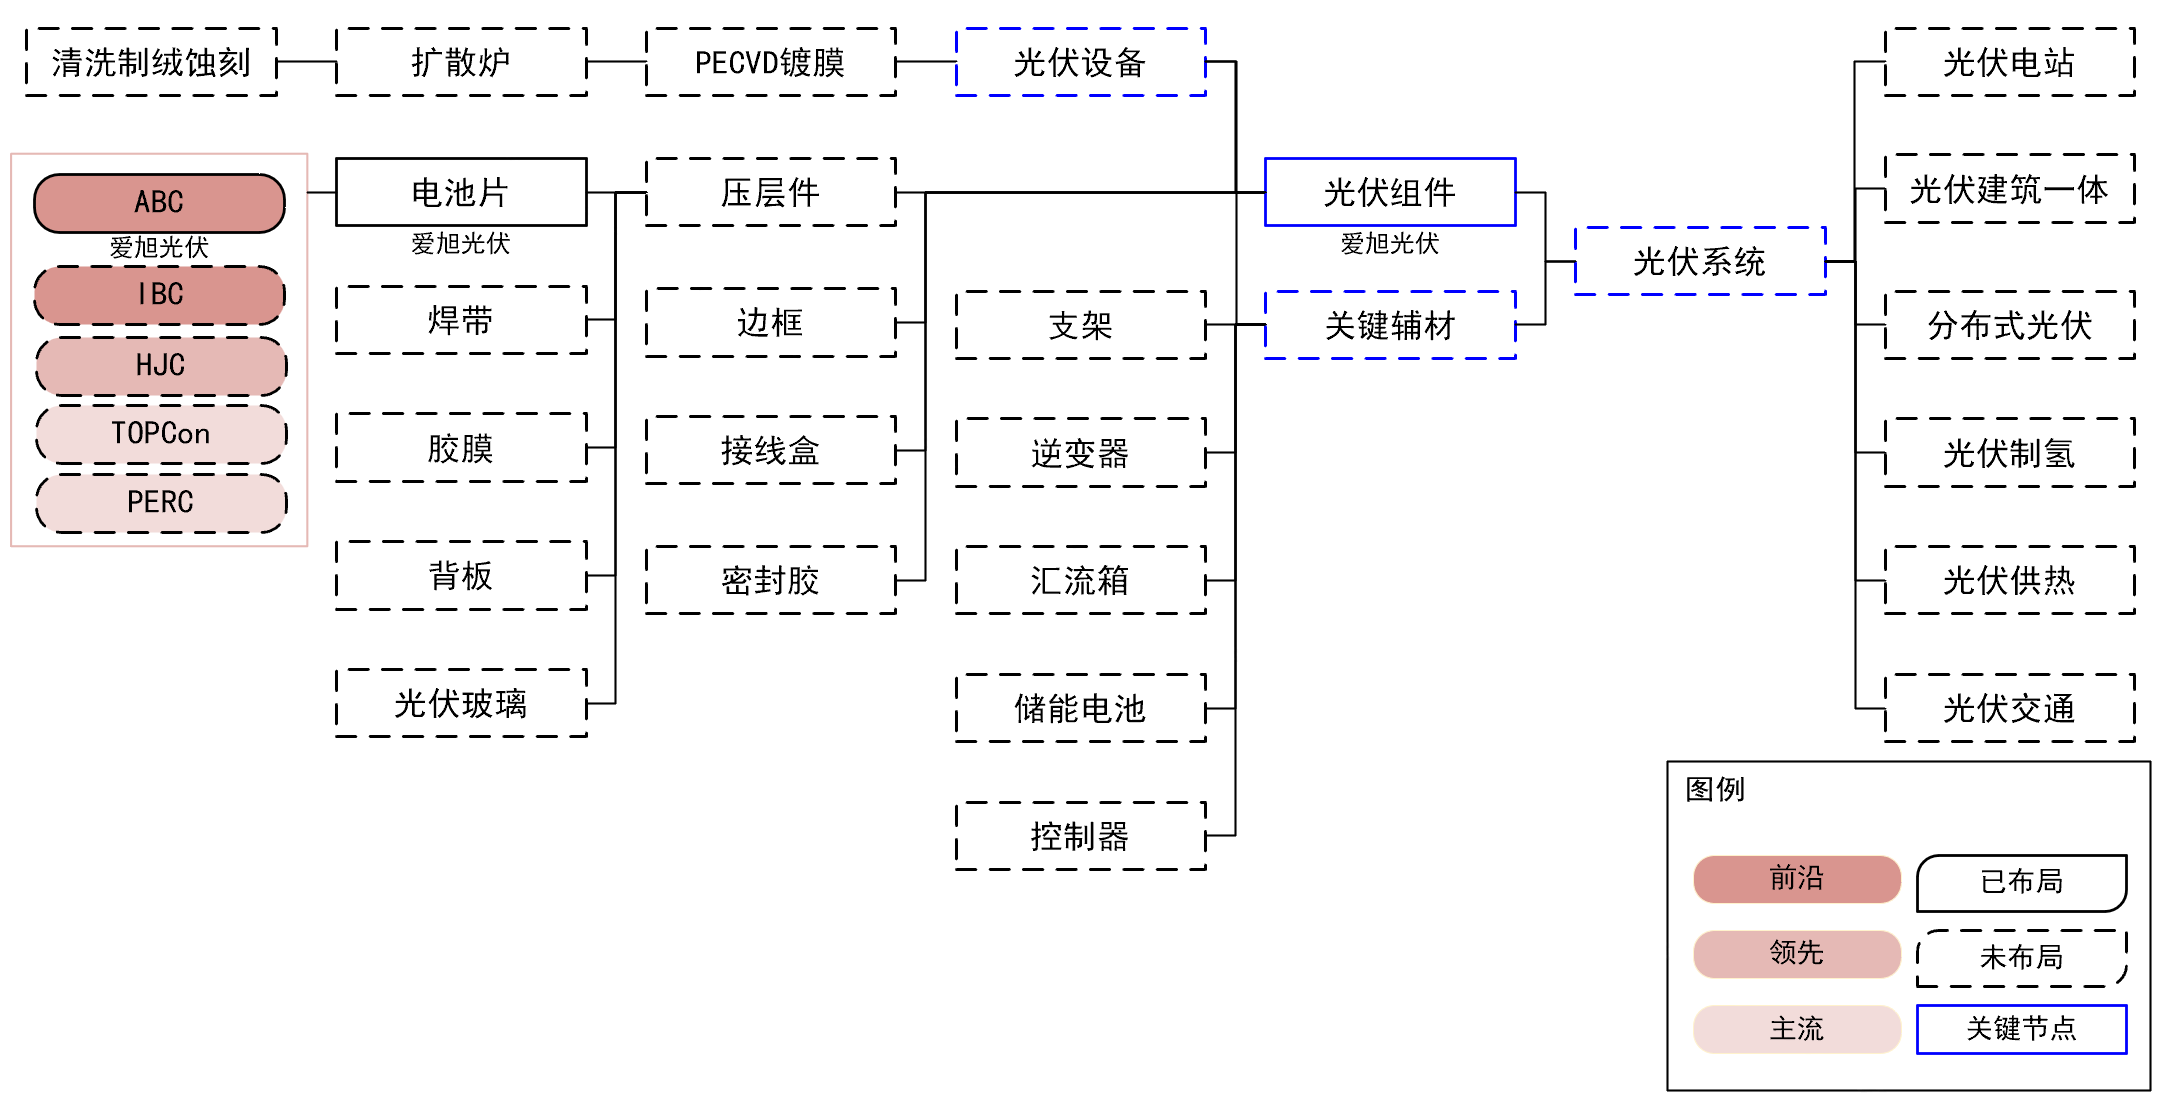 清洗制绒蚀刻
扩散炉
PECVD镀膜
光伏设备
光伏电站
ABC
爱旭光伏
IBC
HJC
TOPCon
PERC
电池片
爱旭光伏
焊带
胶膜
背板
光伏玻璃
压层件
边框
接线盒
密封胶
支架
逆变器
汇流箱
储能电池
控制器
光伏组件
爱旭光伏
关键辅材
光伏系统
光伏建筑一体
分布式光伏
光伏制氢
光伏供热
光伏交通
图例
前沿
已布局
领先
未布局
主流
关键节点